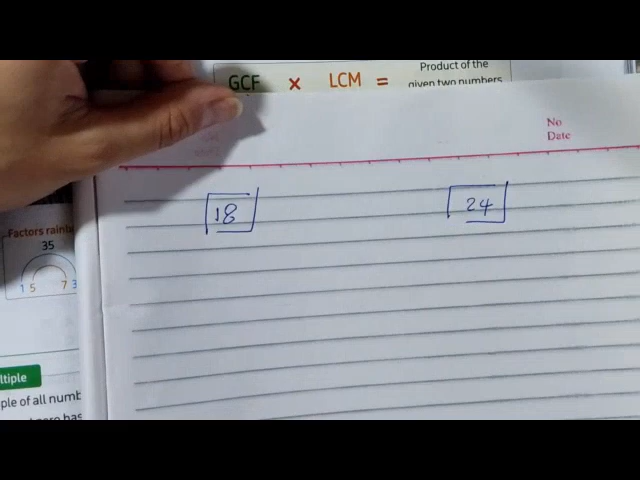 Product of the
GCF × LCM = given two numbers
No
Date
18 24
Factors rainb
35
1 5 7 3
ltiple
ple of all numb